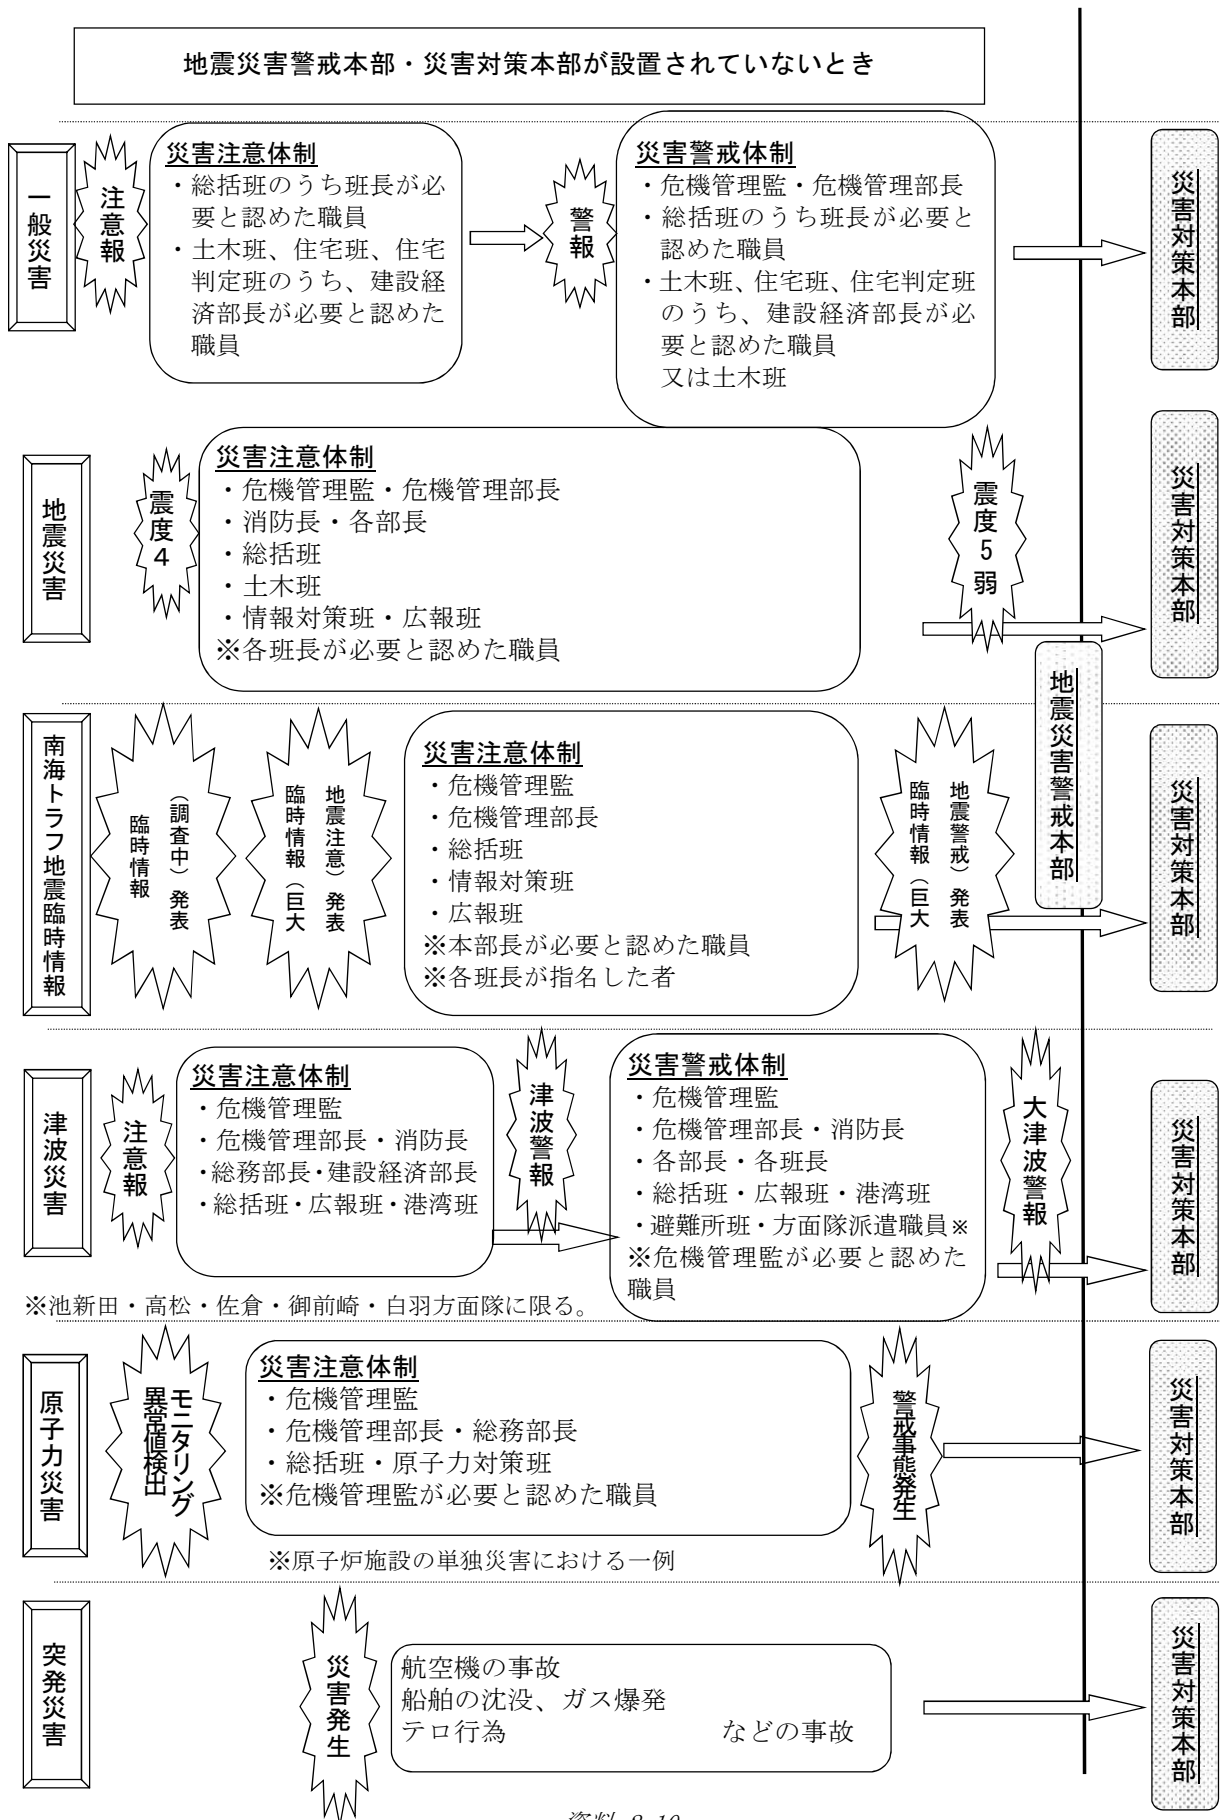 地震災害警戒本部・災害対策本部が設置されていないとき
一般災害
注意報
災害注意体制
・総括班のうち班長が必
要と認めた職員
・土木班、住宅班、住宅
判定班のうち、建設経
済部長が必要と認めた
職員
警報
災害警戒体制
・危機管理監・危機管理部長
・総括班のうち班長が必要と
認めた職員
・土木班、住宅班、住宅判定班
のうち、建設経済部長が必
要と認めた職員
又は土木班
災害対策本部
地震災害
震度4
災害注意体制
・危機管理監・危機管理部長
・消防長・各部長
・総括班
・土木班
・情報対策班・広報班
※各班長が必要と認めた職員
震度5弱
災害対策本部
地震災害警戒本部
南海トラフ地震臨時情報
臨時情報
（調査中）発表
臨時情報（巨大
地震注意）発表
災害注意体制
・危機管理監
・危機管理部長
・総括班
・情報対策班
・広報班
※本部長が必要と認めた職員
※各班長が指名した者
臨時情報（巨大
地震警戒）発表
災害対策本部
津波災害
注意報
災害注意体制
・危機管理監
・危機管理部長・消防長
・総務部長・建設経済部長
・総括班・広報班・港湾班
津波警報
災害警戒体制
・危機管理監
・危機管理部長・消防長
・各部長・各班長
・総括班・広報班・港湾班
・避難所班・方面隊派遣職員※
※危機管理監が必要と認めた
職員
大津波警報
災害対策本部
※池新田・高松・佐倉・御前崎・白羽方面隊に限る。
原子力災害
モニタリング
異常値検出
災害注意体制
・危機管理監
・危機管理部長・総務部長
・総括班・原子力対策班
※危機管理監が必要と認めた職員
警戒事態発生
災害対策本部
※原子炉施設の単独災害における一例
突発災害
災害発生
航空機の事故
船舶の沈没、ガス爆発
テロ行為 などの事故
災害対策本部